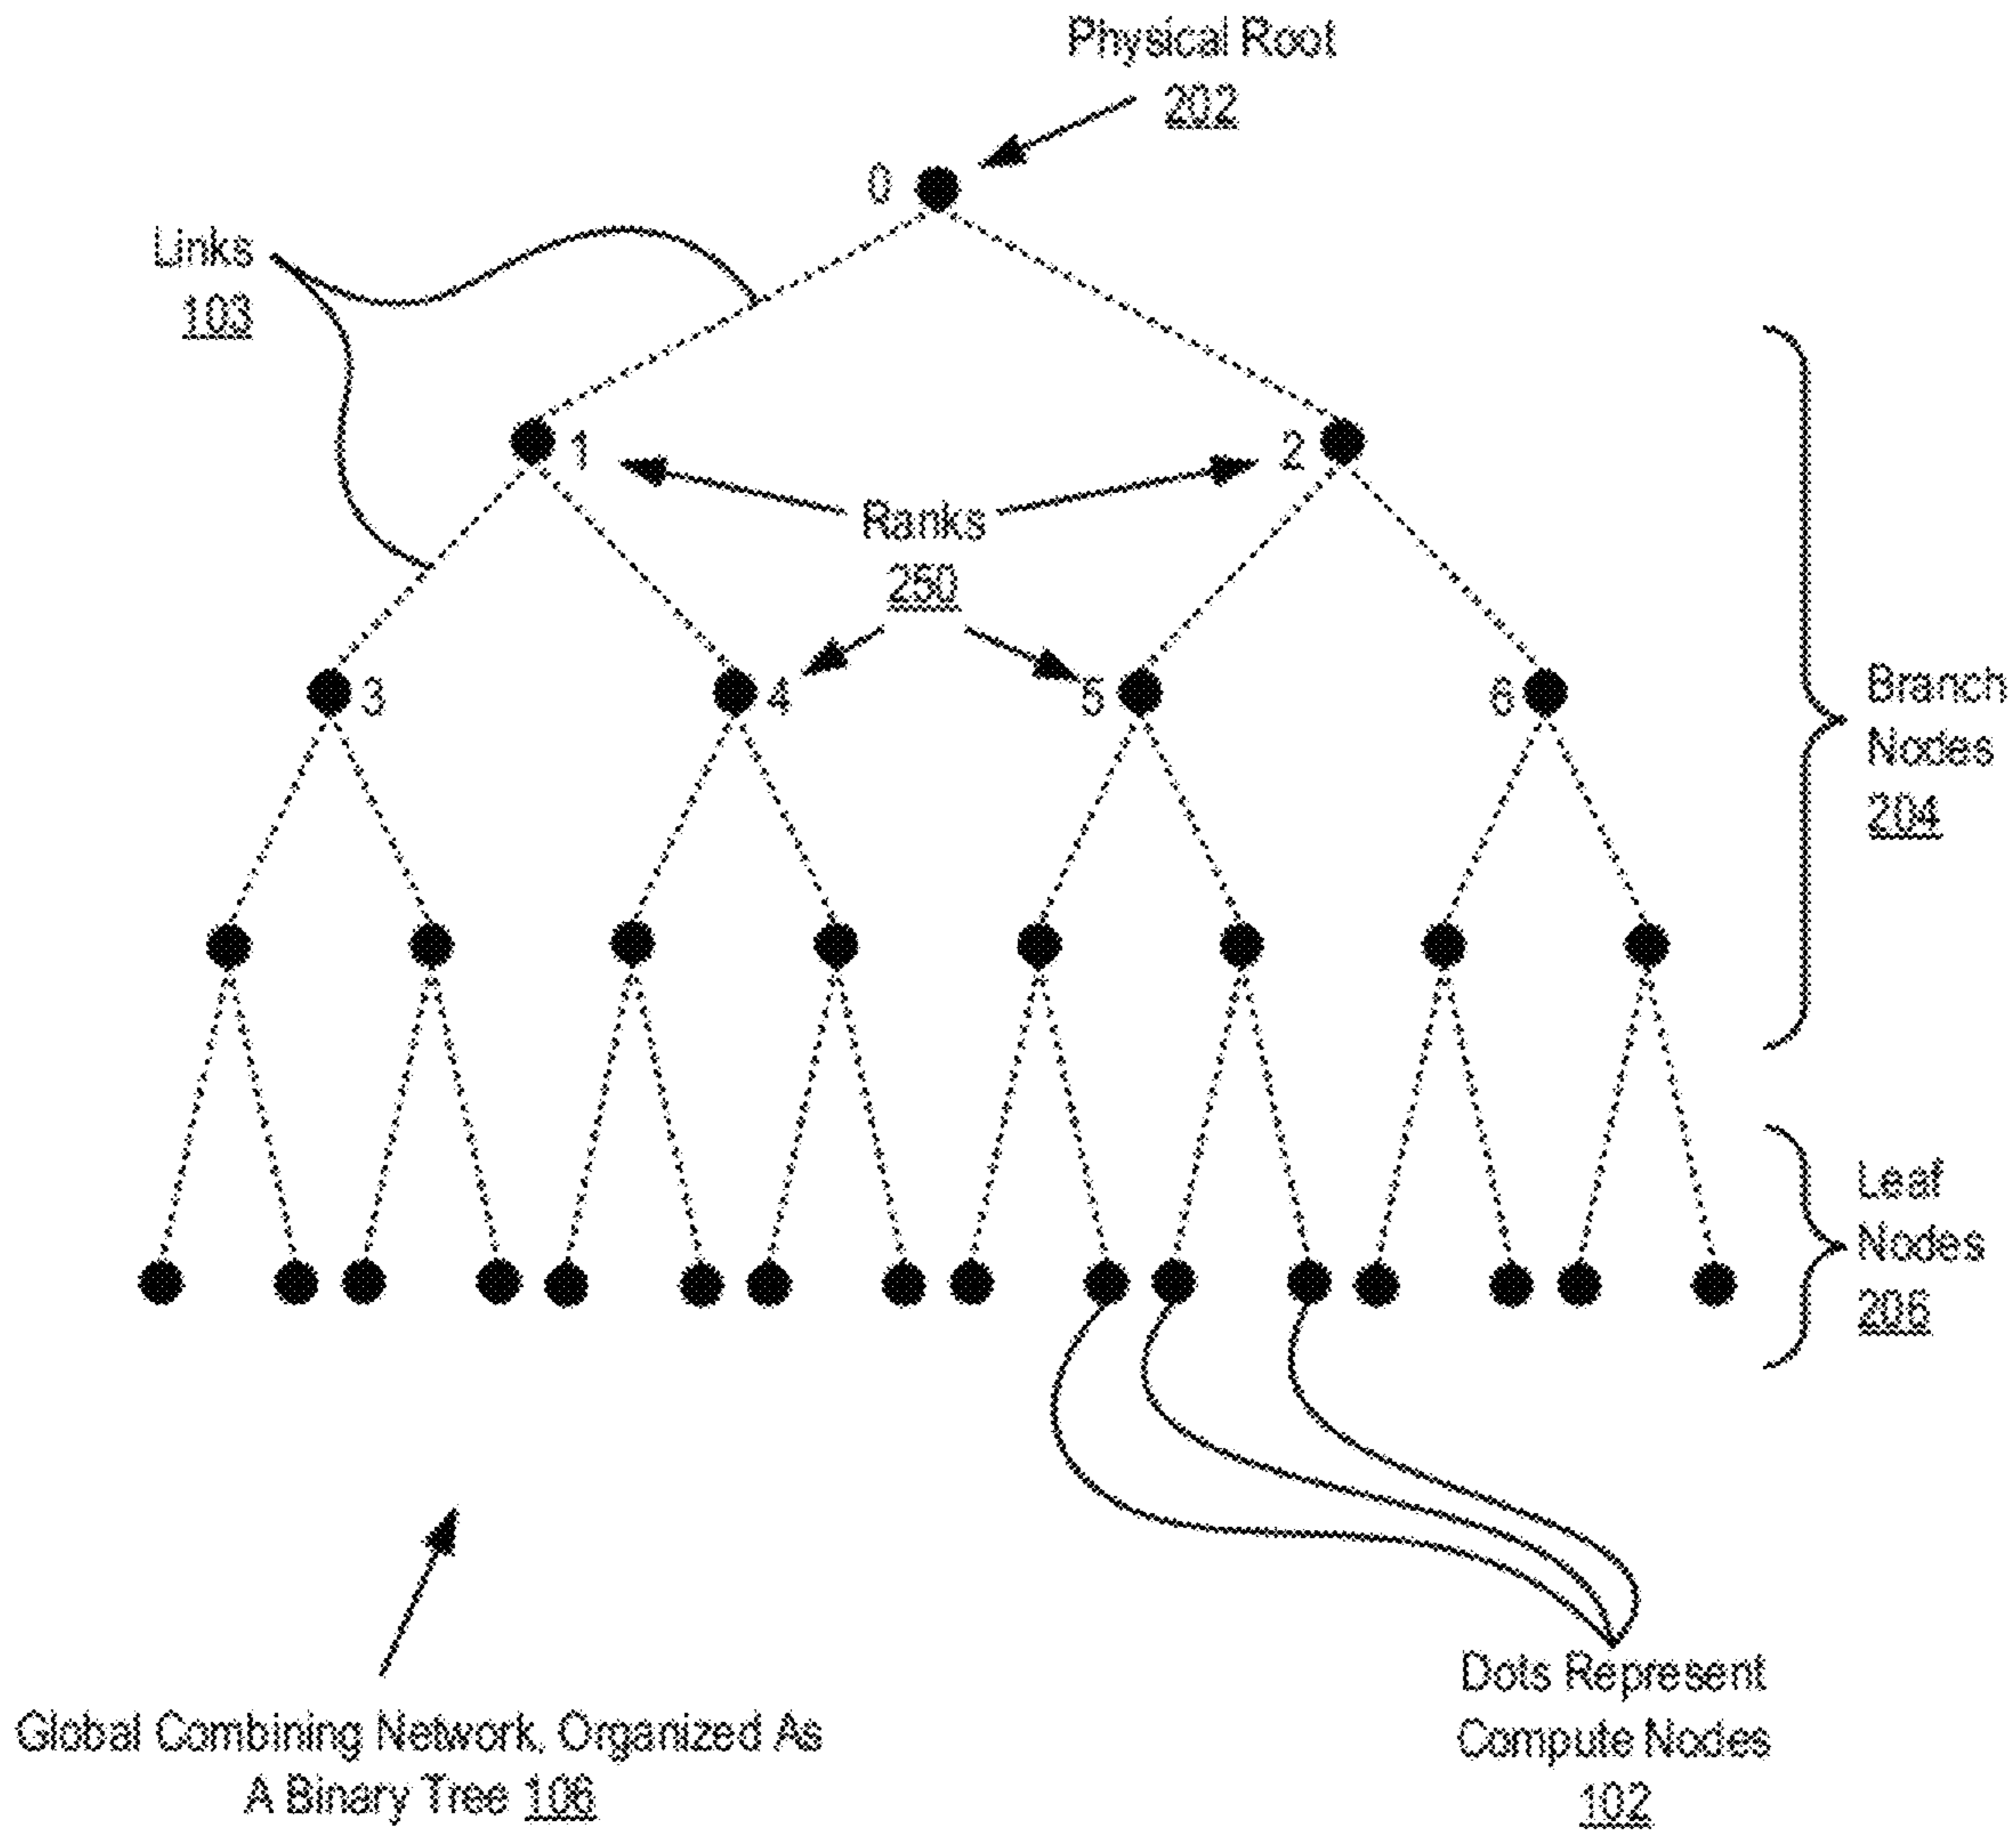 Physical Root
202
0
Links
103
1
2
Ranks
250
3
4
5
6
Branch
Nodes
204
Leaf
Nodes
206
Global Combining Network, Organized As
A Binary Tree 106
Dots Represent
Compute Nodes
102